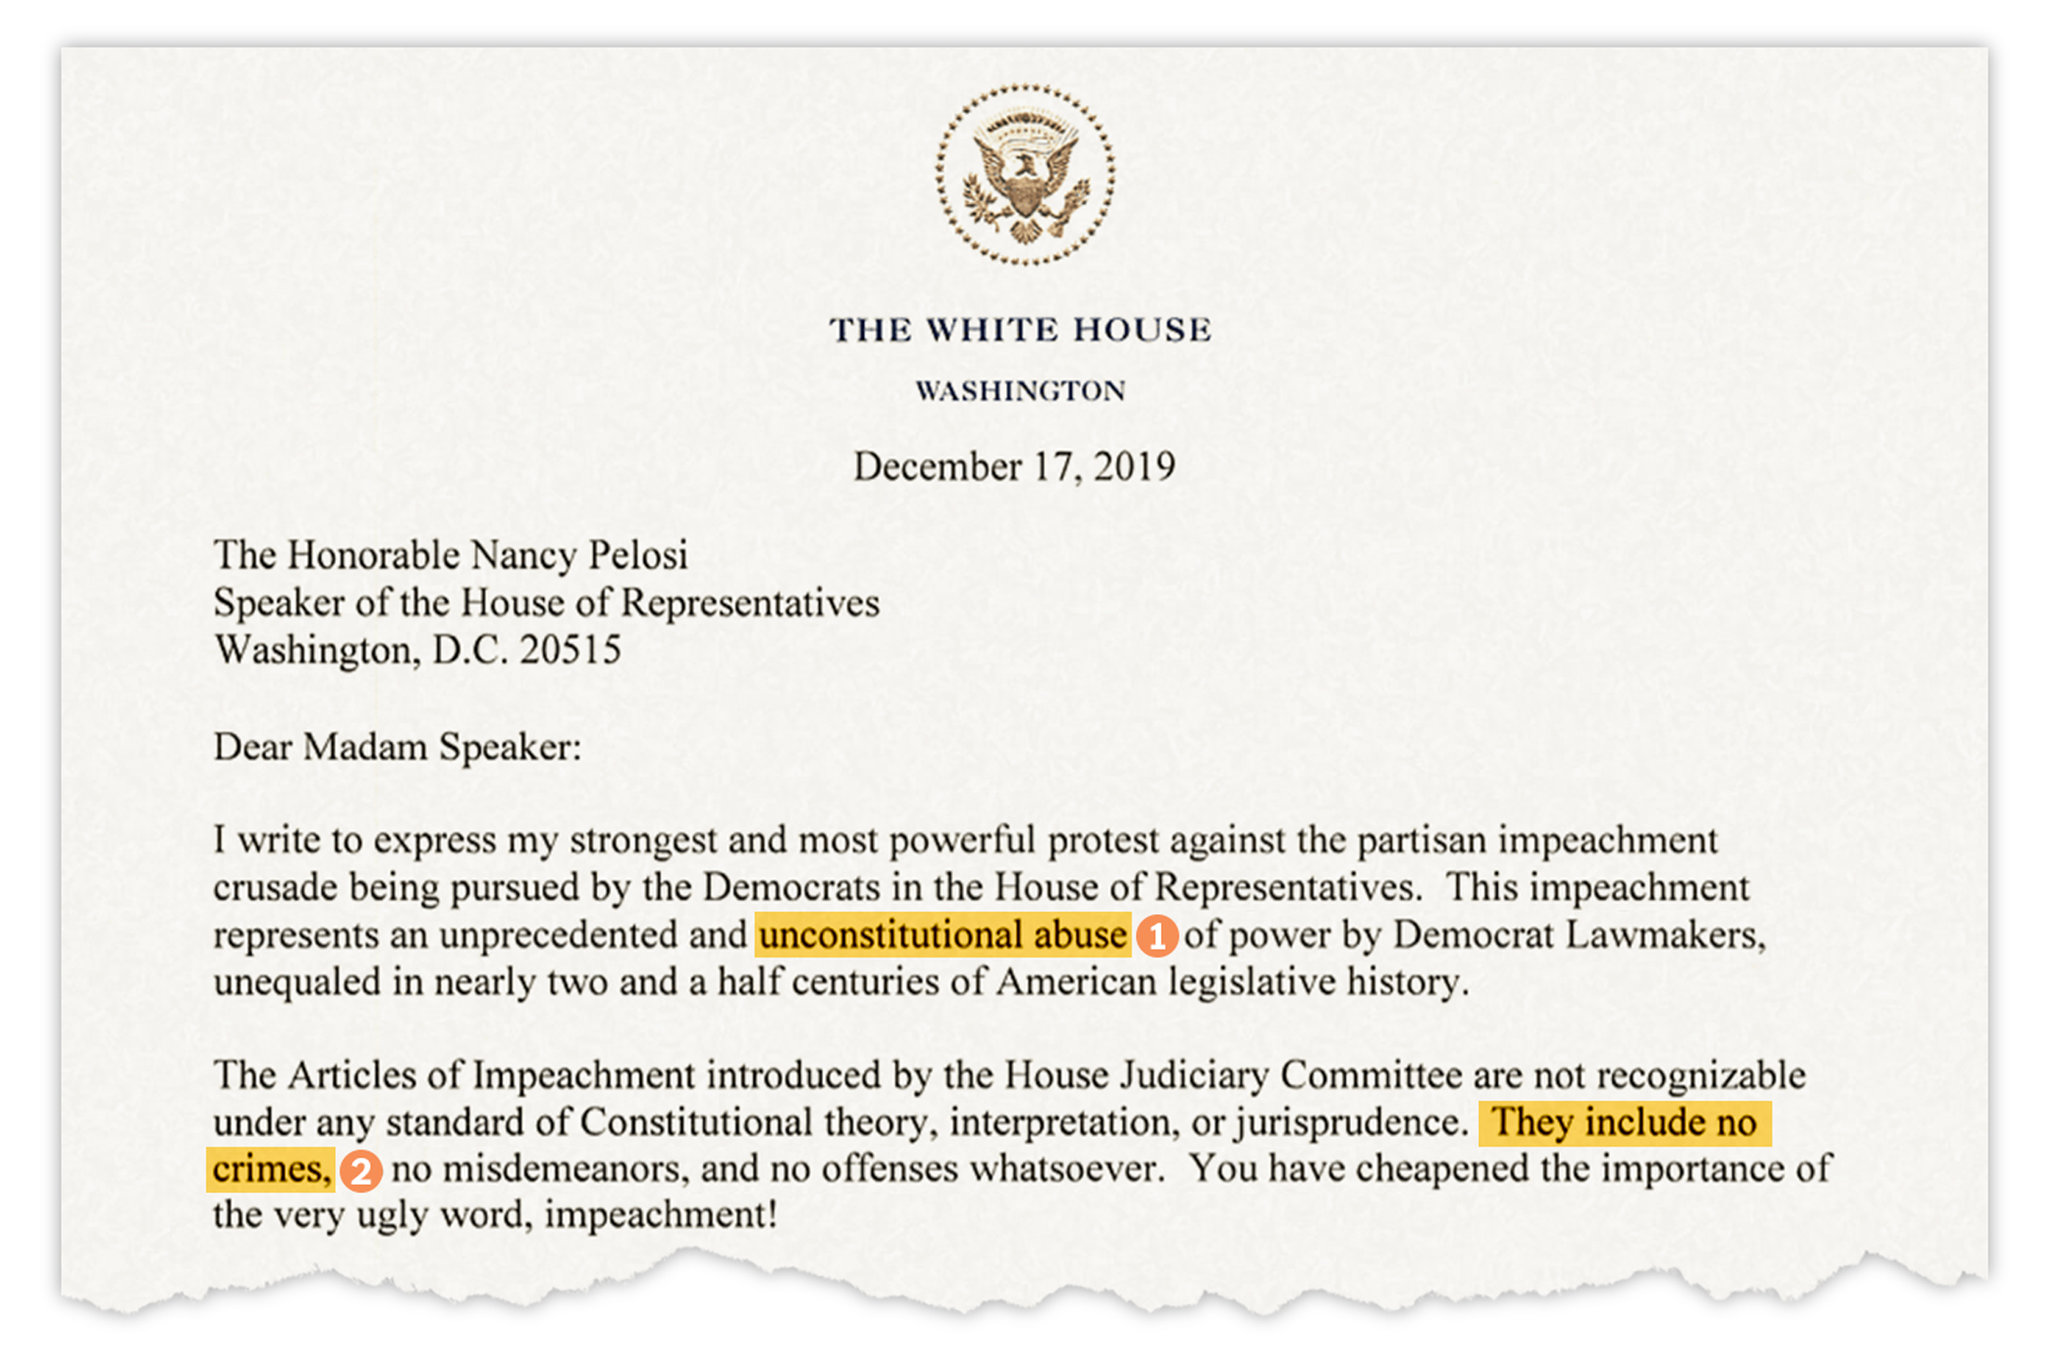 THE WHITE HOUSE
WASHINGTON
December 17, 2019
The Honorable Nancy Pelosi
Speaker of the House of Representatives
Washington, D.C. 20515
Dear Madam Speaker:
I write to express my strongest and most powerful protest against the partisan impeachment
crusade being pursued by the Democrats in the House of Representatives.  This impeachment
represents an unprecedented and unconstitutional abuse 1 of power by Democrat Lawmakers,
unequaled in nearly two and a half centuries of American legislative history.
The Articles of Impeachment introduced by the House Judiciary Committee are not recognizable
under any standard of Constitutional theory, interpretation, or jurisprudence.  They include no
crimes, 2 no misdemeanors, and no offenses whatsoever.  You have cheapened the importance of
the very ugly word, impeachment!